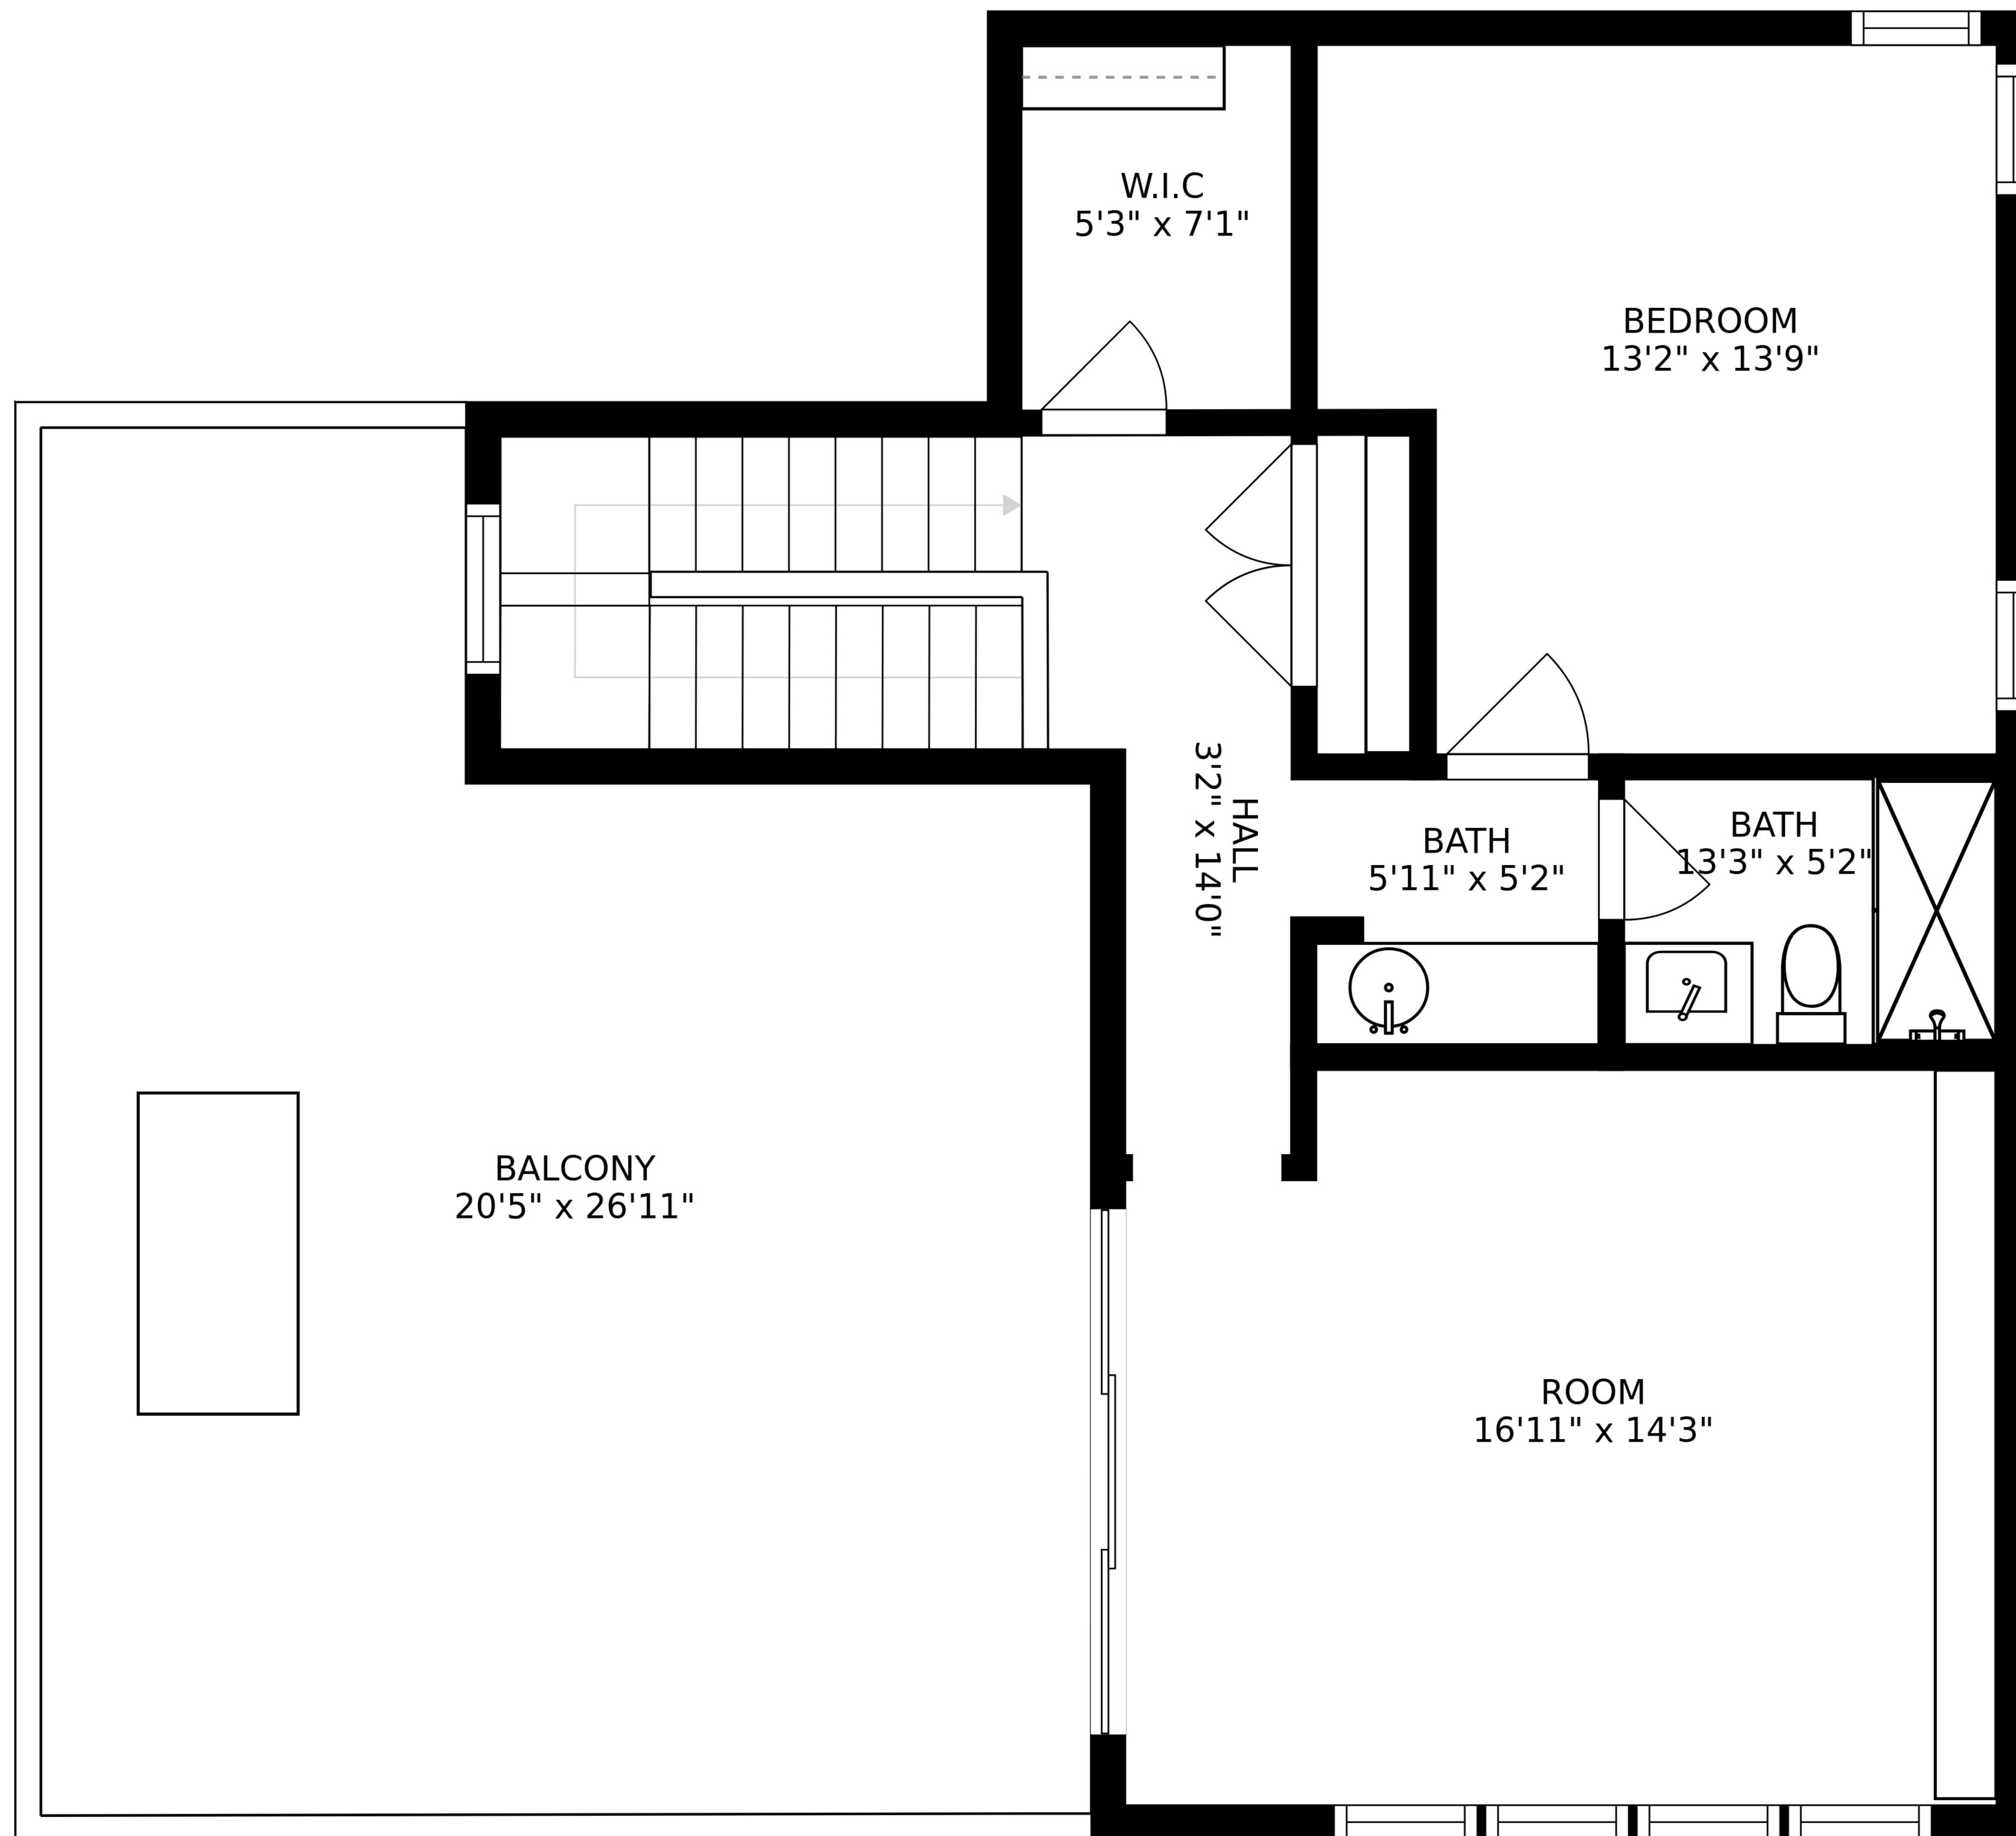 W.I.C
5'3" x 7'1"
BEDROOM
13'2" x 13'9"
HALL
3'2" x 14'0"
BATH
5'11" x 5'2"
BATH
13'3" x 5'2"
BALCONY
20'5" x 26'11"
ROOM
16'11" x 14'3"